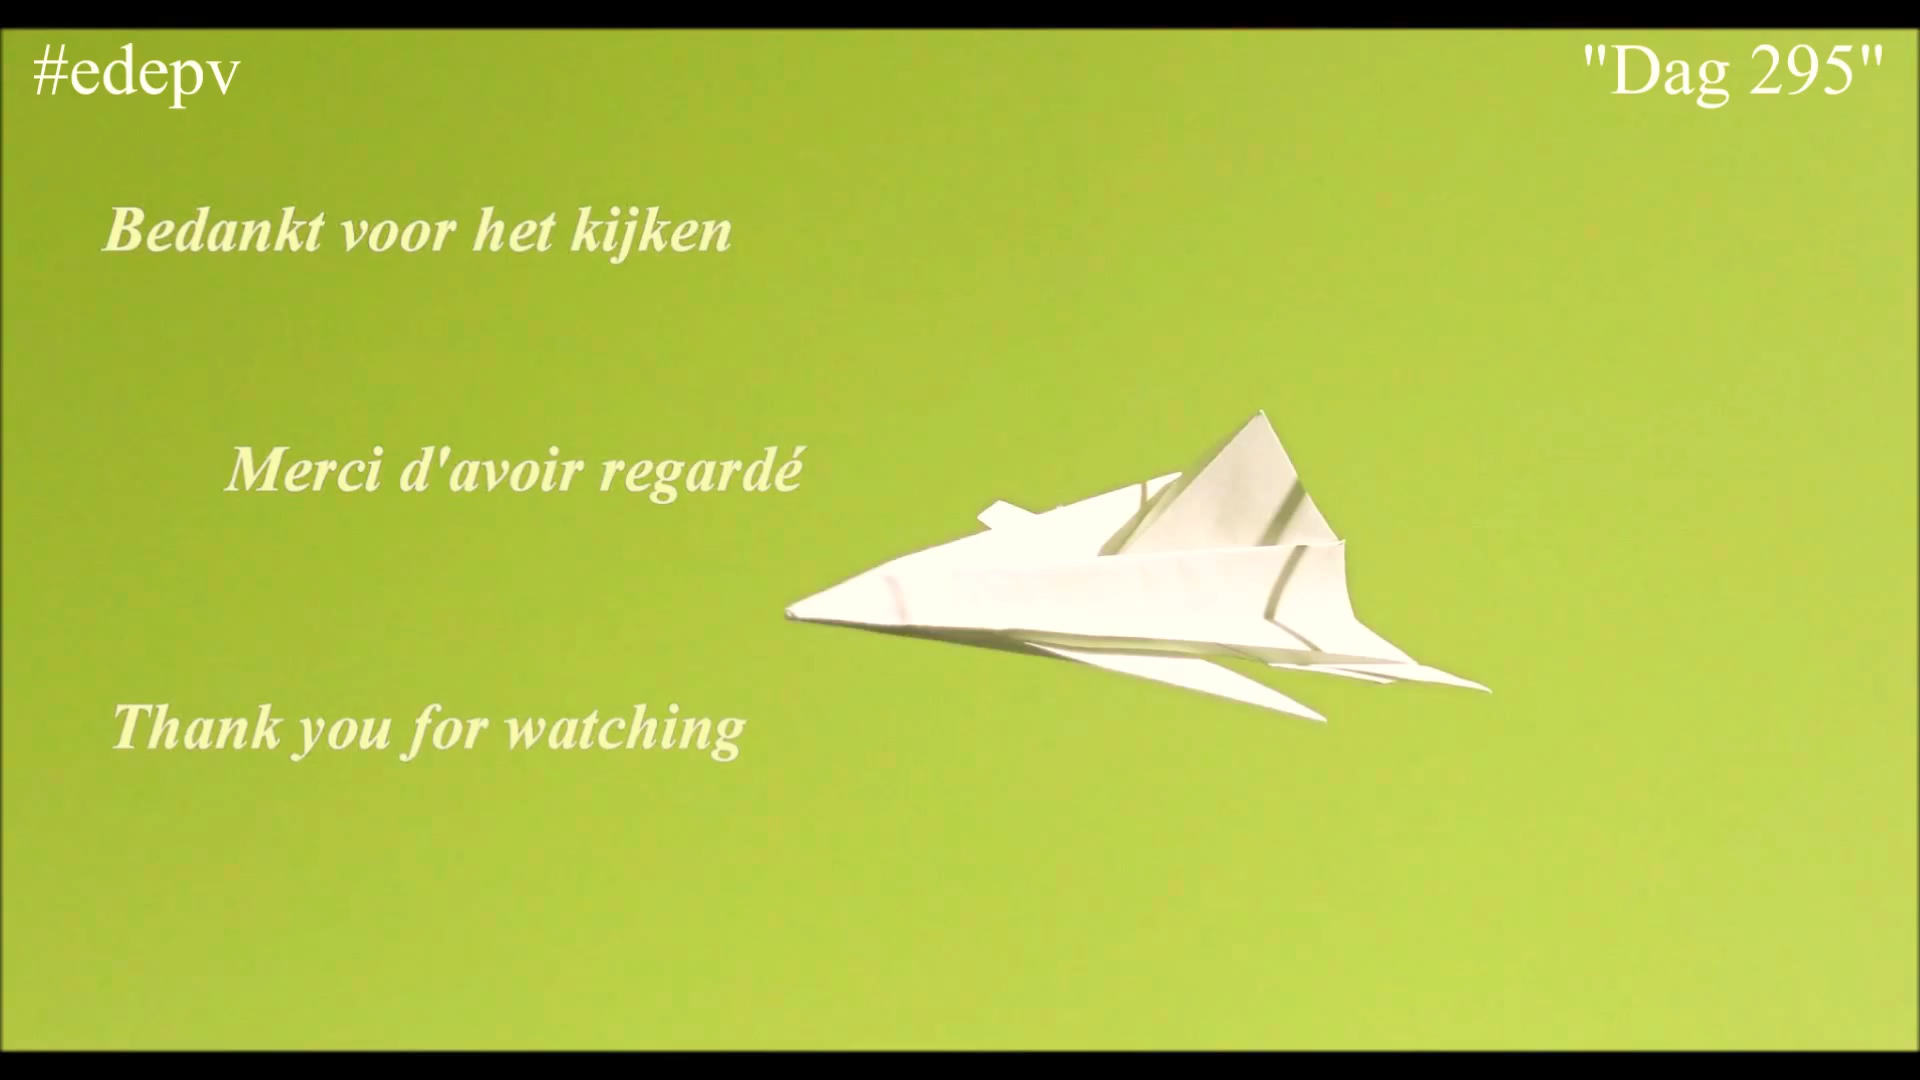 #edepv
"Dag 295"
Bedankt voor het kijken
Merci d'avoir regardé
Thank you for watching